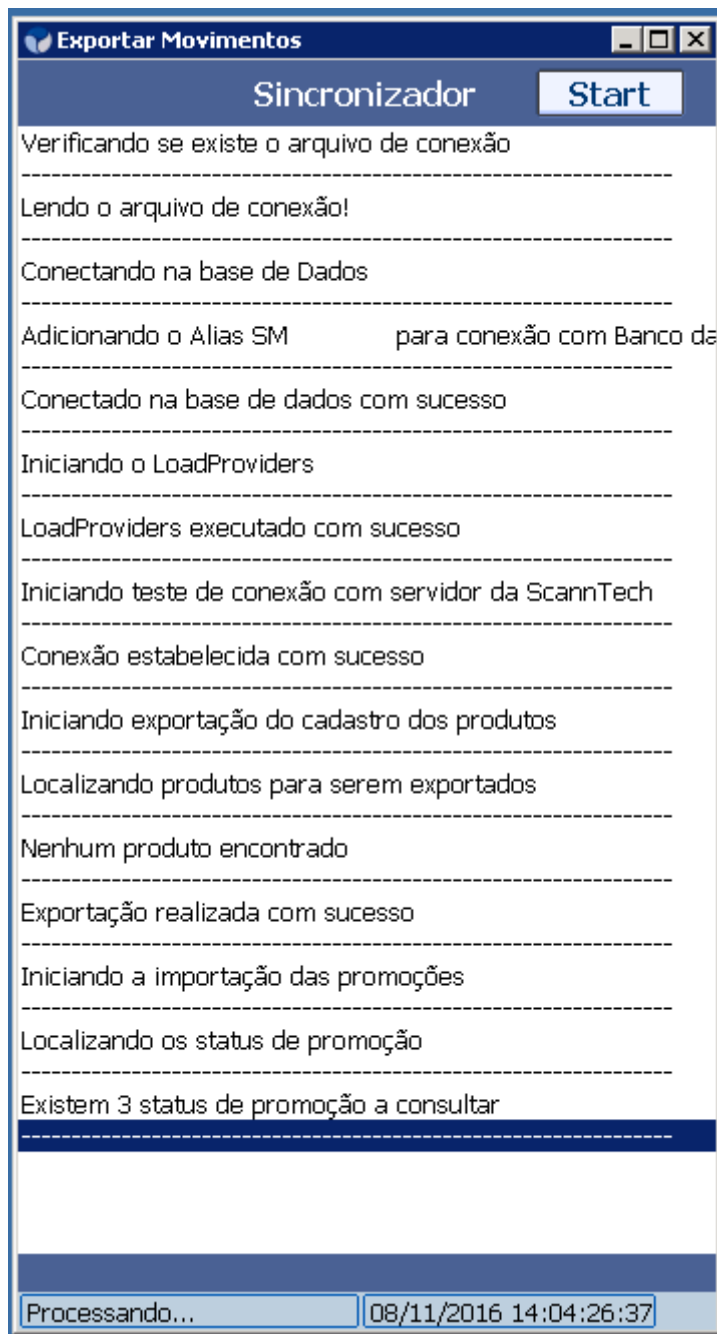 Exportar Movimentos
Sincronizador
Start
Verificando se existe o arquivo de conexão
-----------------------------------------------------------------
Lendo o arquivo de conexão!
-----------------------------------------------------------------
Conectando na base de Dados
-----------------------------------------------------------------
Adicionando o Alias SM para conexão com Banco da
-----------------------------------------------------------------
Conectado na base de dados com sucesso
-----------------------------------------------------------------
Iniciando o LoadProviders
-----------------------------------------------------------------
LoadProviders executado com sucesso
-----------------------------------------------------------------
Iniciando teste de conexão com servidor da ScannTech
-----------------------------------------------------------------
Conexão estabelecida com sucesso
-----------------------------------------------------------------
Iniciando exportação do cadastro dos produtos
-----------------------------------------------------------------
Localizando produtos para serem exportados
-----------------------------------------------------------------
Nenhum produto encontrado
-----------------------------------------------------------------
Exportação realizada com sucesso
-----------------------------------------------------------------
Iniciando a importação das promoções
-----------------------------------------------------------------
Localizando os status de promoção
-----------------------------------------------------------------
Existem 3 status de promoção a consultar
-----------------------------------------------------------------
Processando...
08/11/2016 14:04:26:37